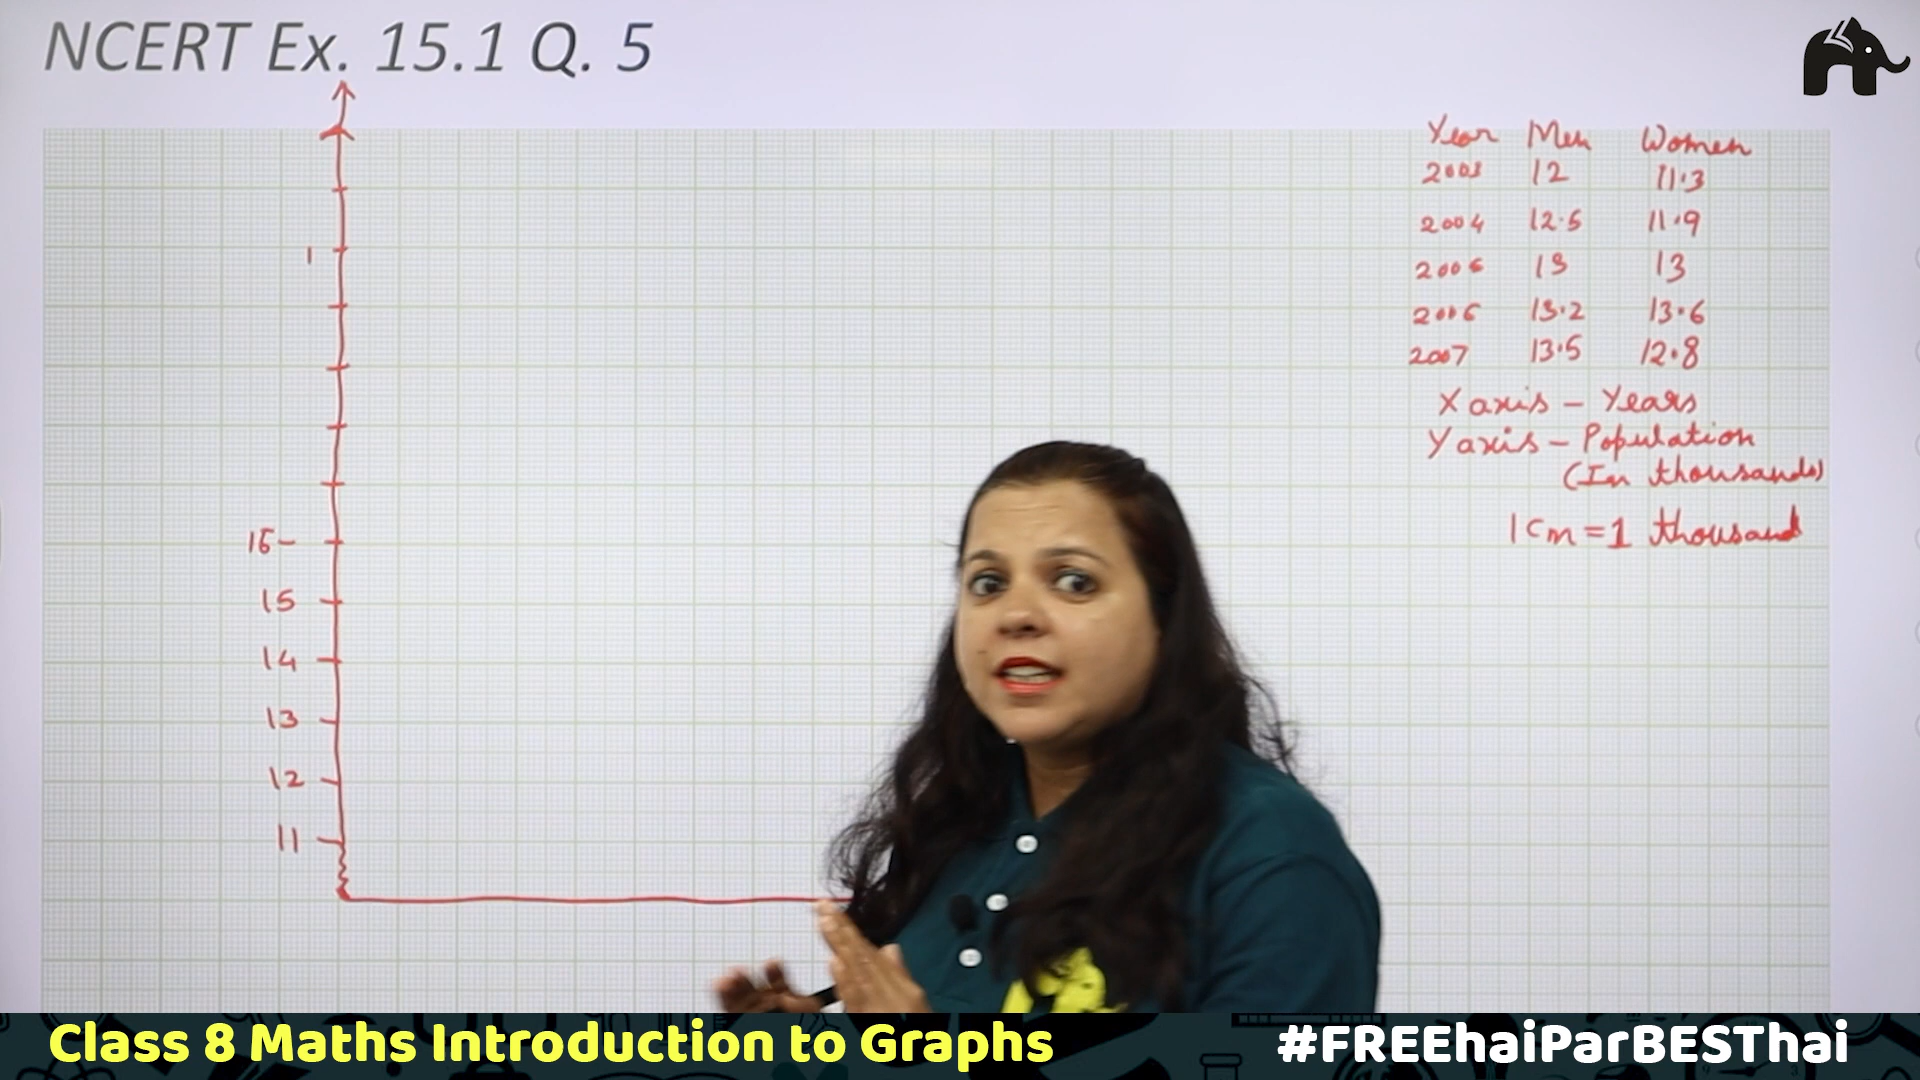 NCERT Ex. 15.1 Q. 5
Year Men Women
2003 12 11.3
2004 12.5 11.9
2005 13 13
2006 13.2 13.6
2007 13.5 12.8
X axis - Years
Y axis - Population
(In thousands)
1 cm = 1 thousand
1
16 -
15
14
13
12
11
Class 8 Maths Introduction to Graphs
#FREEhaiParBESThai